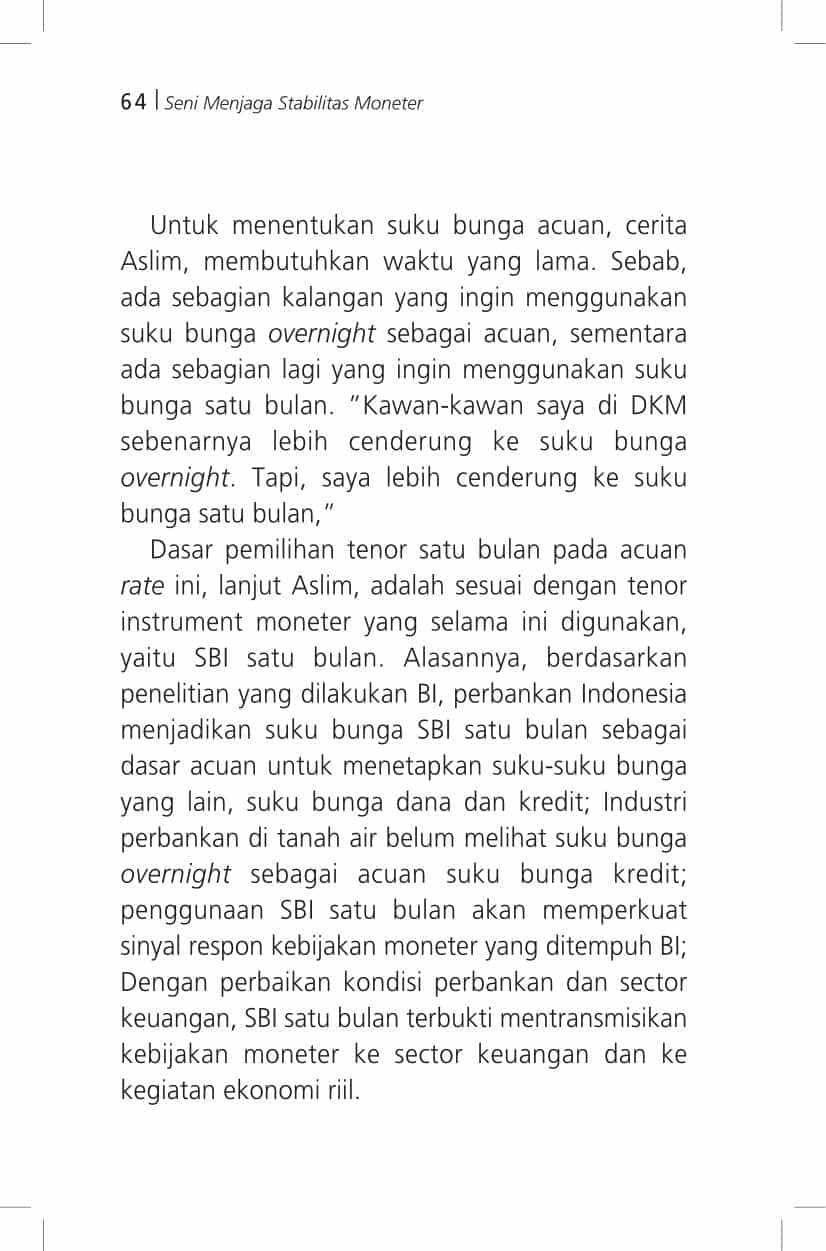 64 | Seni Menjaga Stabilitas Moneter
Untuk menentukan suku bunga acuan, cerita
Aslim, membutuhkan waktu yang lama. Sebab,
ada sebagian kalangan yang ingin menggunakan
suku bunga overnight sebagai acuan, sementara
ada sebagian lagi yang ingin menggunakan suku
bunga satu bulan. “Kawan-kawan saya di DKM
sebenarnya lebih cenderung ke suku bunga
overnight. Tapi, saya lebih cenderung ke suku
bunga satu bulan,”
Dasar pemilihan tenor satu bulan pada acuan
rate ini, lanjut Aslim, adalah sesuai dengan tenor
instrument moneter yang selama ini digunakan,
yaitu SBI satu bulan. Alasannya, berdasarkan
penelitian yang dilakukan BI, perbankan Indonesia
menjadikan suku bunga SBI satu bulan sebagai
dasar acuan untuk menetapkan suku-suku bunga
yang lain, suku bunga dana dan kredit; Industri
perbankan di tanah air belum melihat suku bunga
overnight sebagai acuan suku bunga kredit;
penggunaan SBI satu bulan akan memperkuat
sinyal respon kebijakan moneter yang ditempuh BI;
Dengan perbaikan kondisi perbankan dan sector
keuangan, SBI satu bulan terbukti mentransmisikan
kebijakan moneter ke sector keuangan dan ke
kegiatan ekonomi riil.